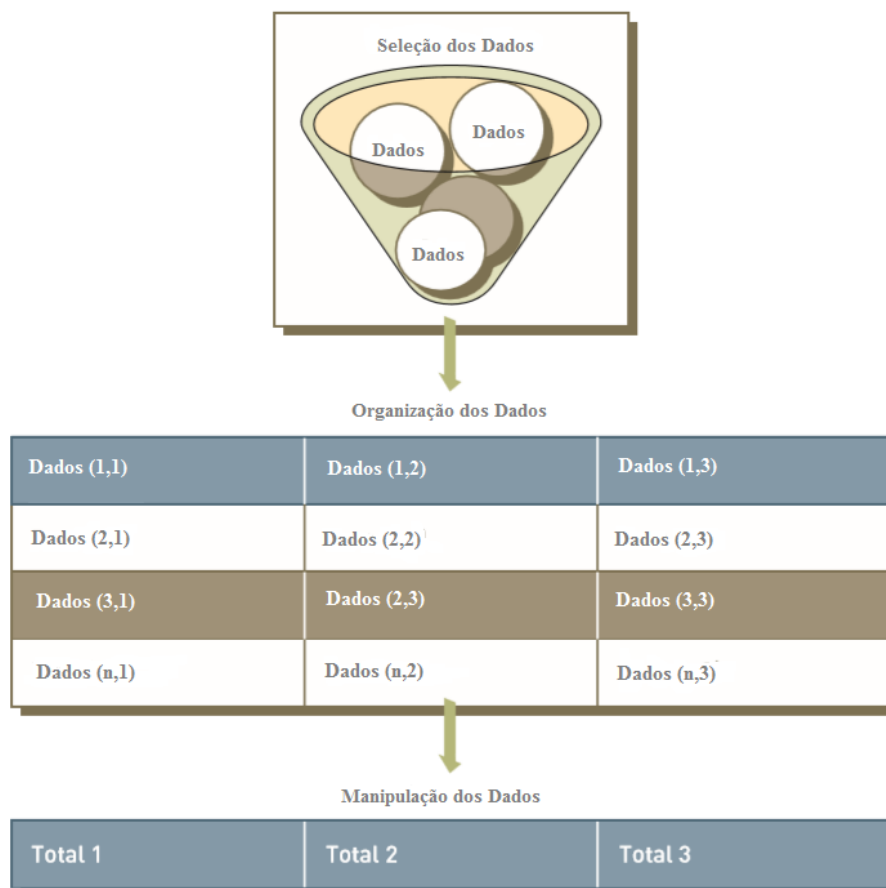 Seleção dos Dados
Dados
Dados
Dados
Organização dos Dados
Dados (1,1) Dados (1,2) Dados (1,3)
Dados (2,1) Dados (2,2) Dados (2,3)
Dados (3,1) Dados (2,3) Dados (3,3)
Dados (n,1) Dados (n,2) Dados (n,3)
Manipulação dos Dados
Total 1 Total 2 Total 3